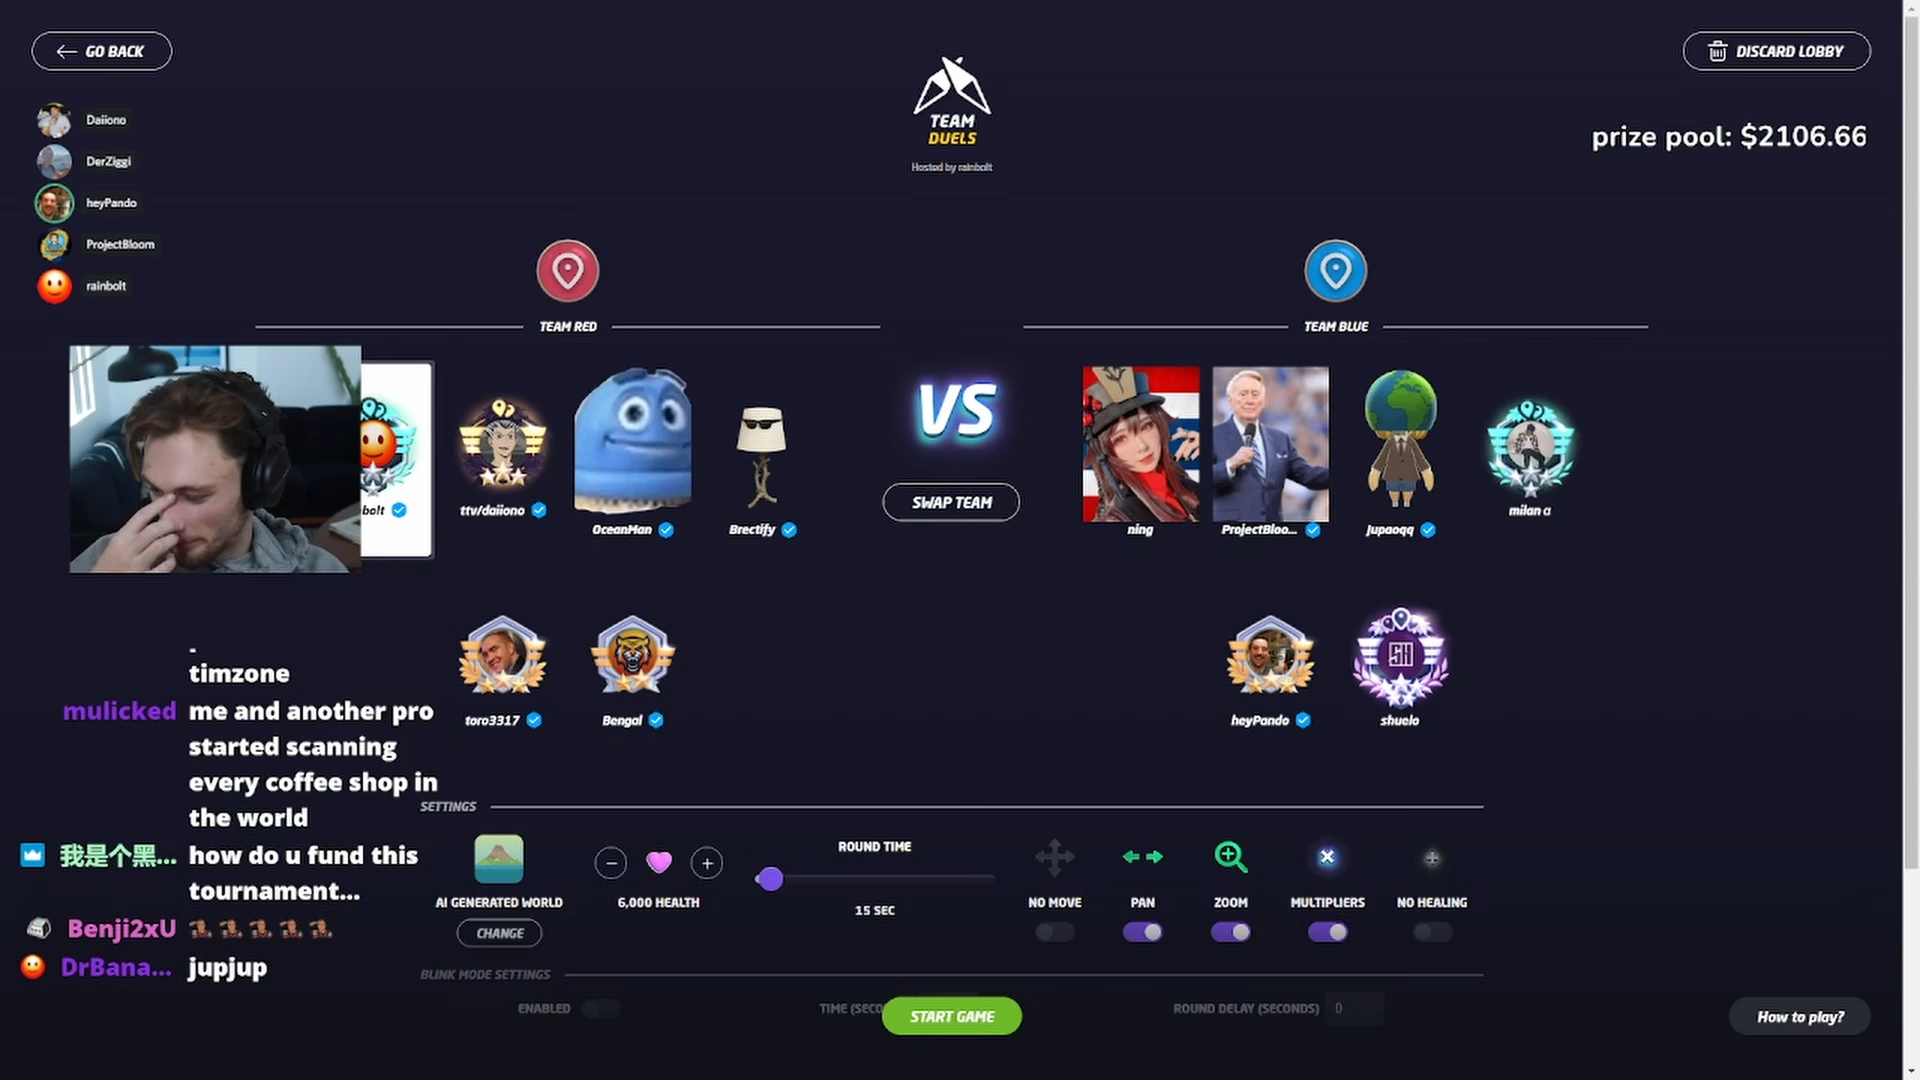 GO BACK
DISCARD LOBBY
TEAM
DUELS
Hosted by rainbolt
prize pool: $2106.66
Daiiono
DerZiggi
heyPando
ProjectBloom
rainbolt
TEAM RED
TEAM BLUE
VS
SWAP TEAM
bolt
ttv/daiiono
OceanMan
Brectify
ning
ProjectBloo...
jupaoqq
milan a
toro3317
Bengal
heyPando
SH
shuelo
-
timzone
mulicked me and another pro
started scanning
every coffee shop in
the world
我是个黑... how do u fund this
tournament...
Benji2xU
DrBana... jupjup
SETTINGS
AI GENERATED WORLD
CHANGE
6,000 HEALTH
ROUND TIME
15 SEC
NO MOVE
PAN
ZOOM
MULTIPLIERS
NO HEALING
BLINK MODE SETTINGS
ENABLED
TIME (SECO
ROUND DELAY (SECONDS)
0
START GAME
How to play?